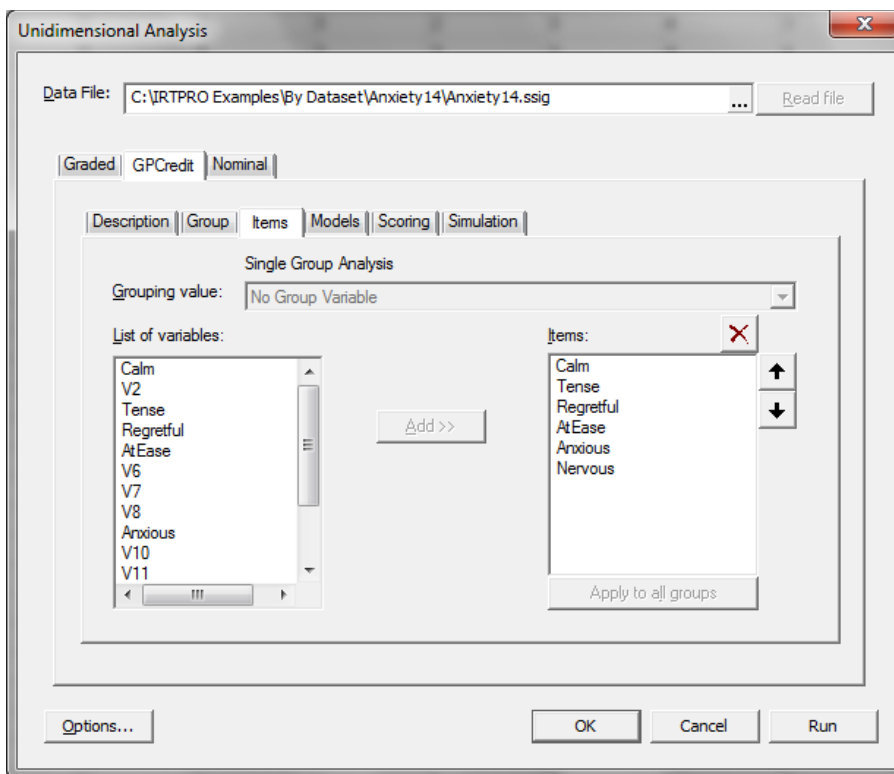 Unidimensional Analysis
Data File: C:\IRTPRO Examples\By Dataset\Anxiety14\Anxiety14.ssig ... Read file
Graded GPCredit Nominal
Description Group Items Models Scoring Simulation
Single Group Analysis
Grouping value: No Group Variable
List of variables:
Calm
V2
Tense
Regretful
AtEase
V6
V7
V8
Anxious
V10
V11
Add >>
Items:
Calm
Tense
Regretful
AtEase
Anxious
Nervous
Apply to all groups
Options... OK Cancel Run